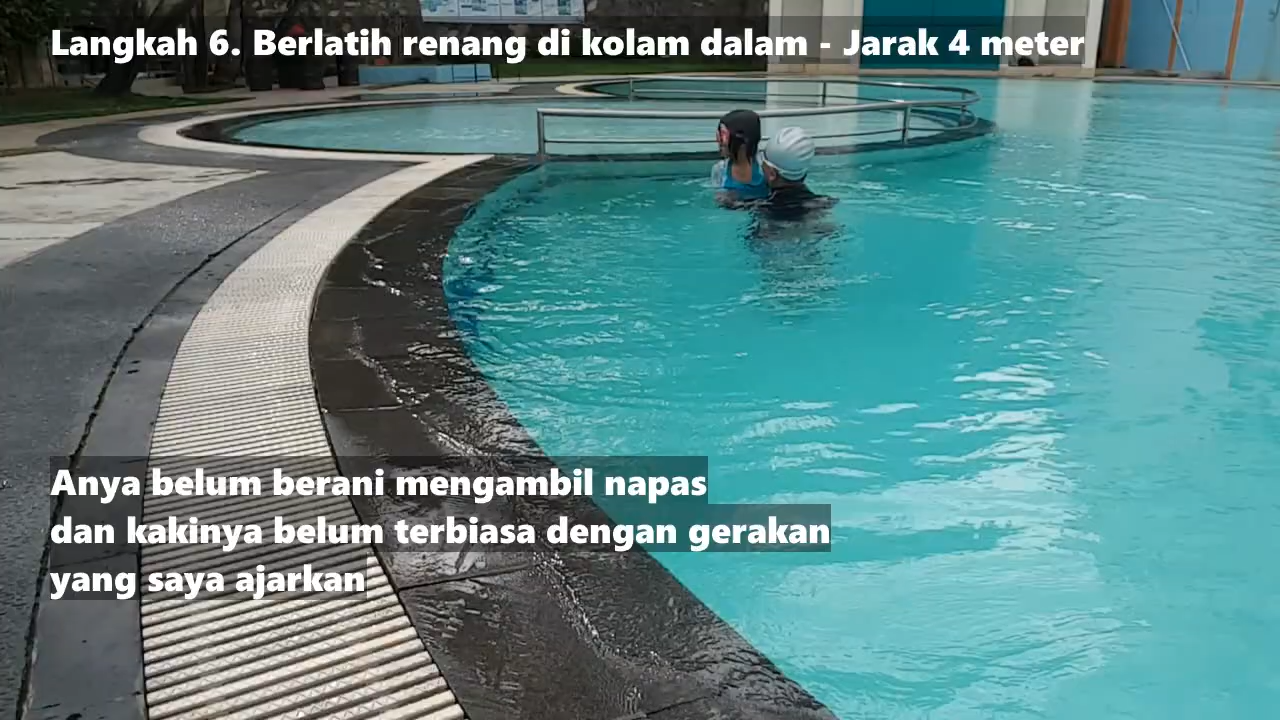 Langkah 6. Berlatih renang di kolam dalam - Jarak 4 meter
Anya belum berani mengambil napas
dan kakinya belum terbiasa dengan gerakan
yang saya ajarkan